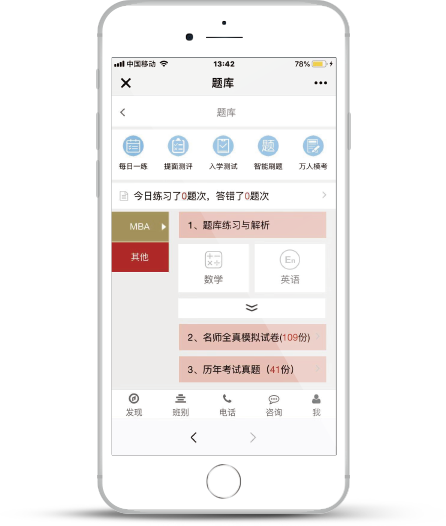 中国移动 13:42 78%
题库
题库
每日一练 提面测评 入学测试 智能刷题 万人模考
今日练习了0题次，答错了0题次
MBA
其他
1、题库练习与解析
数学 英语
2、名师全真模拟试卷(109份)
3、历年考试真题（41份）
发现 班别 电话 咨询 我